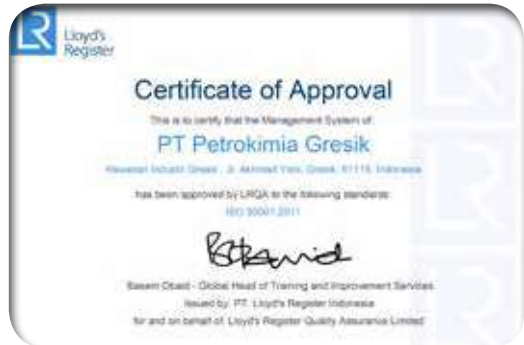 LR
Lloyd's
Register
Certificate of Approval
This is to certify that the Management System of:
PT Petrokimia Gresik
Kawasan Industri Gresik, Jl. Akhmad Yani, Gresik, 61119, Indonesia
has been approved by LRQA to the following standards:
ISO 50001:2011
Basem Obaid - Global Head of Training and Improvement Services
Issued by: PT. Lloyd's Register Indonesia
for and on behalf of: Lloyd's Register Quality Assurance Limited